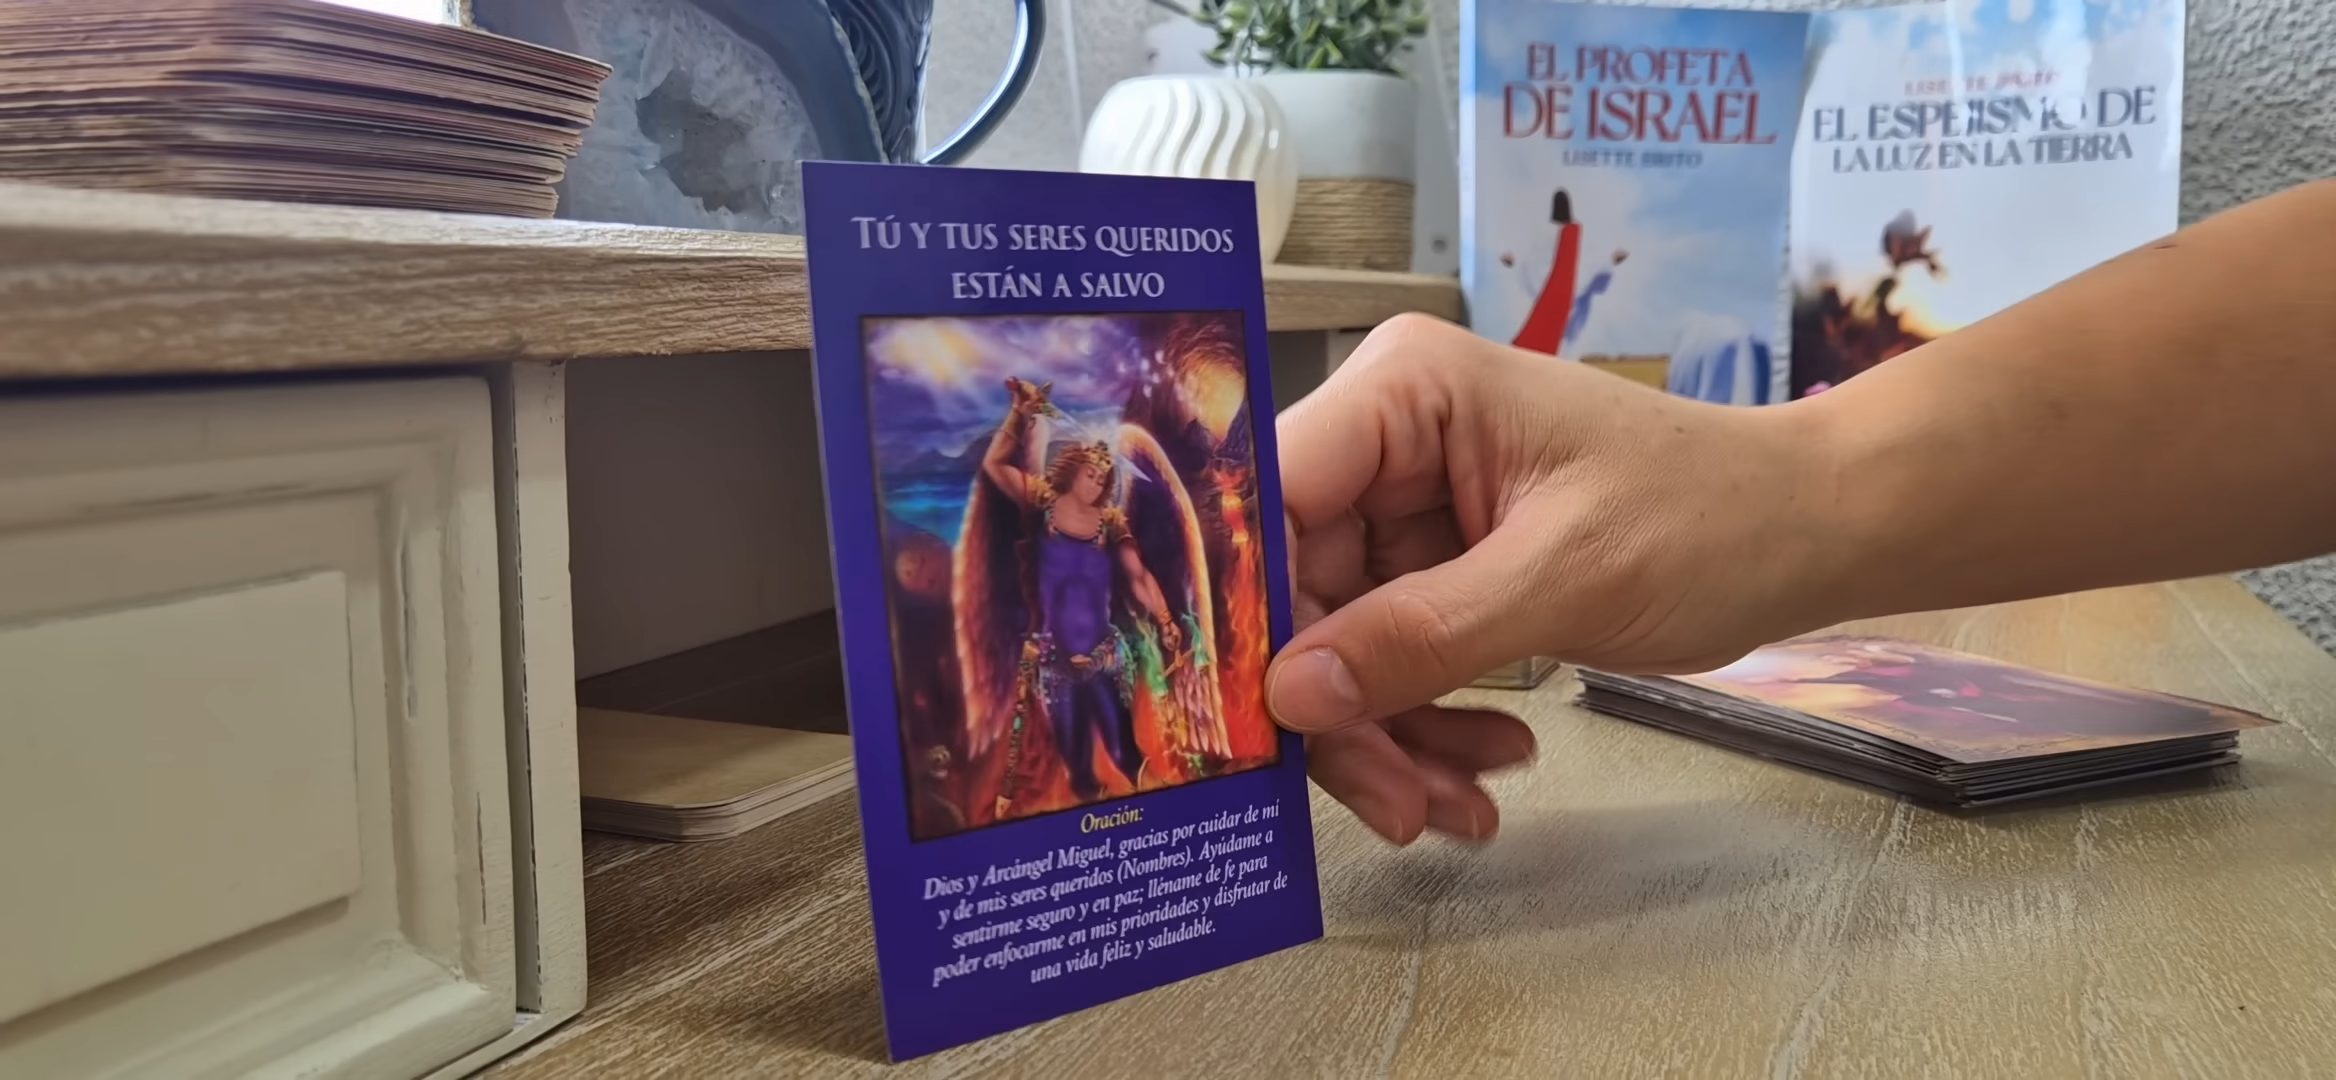 TÚ Y TUS SERES QUERIDOS
ESTÁN A SALVO
Oración:
Dios y Arcángel Miguel, gracias por cuidar de mí
y de mis seres queridos (Nombres). Ayúdame a
sentirme seguro y en paz; lléname de fe para
poder enfocarme en mis prioridades y disfrutar de
una vida feliz y saludable.
EL PROFETA
DE ISRAEL
LISETTE BRITO
EL ESPEJISMO DE
LA LUZ EN LA TIERRA